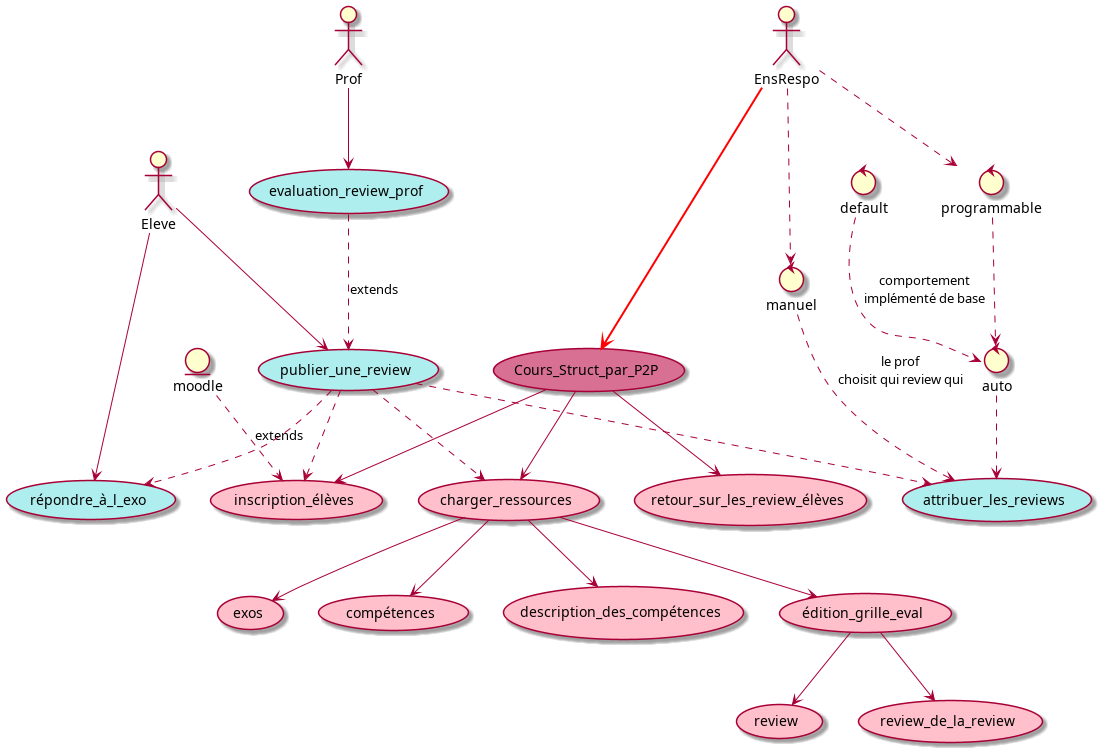 Prof
EnsRespo
evaluation_review_prof
default
programmable
Eleve
comportement
implémenté de base
extends
manuel
publier_une_review
Cours_Struct_par_P2P
le prof
choisit qui review qui
moodle
auto
extends
répondre_à_l_exo
inscription_élèves
charger_ressources
retour_sur_les_review_élèves
attribuer_les_reviews
exos
compétences
description_des_compétences
édition_grille_eval
review
review_de_la_review